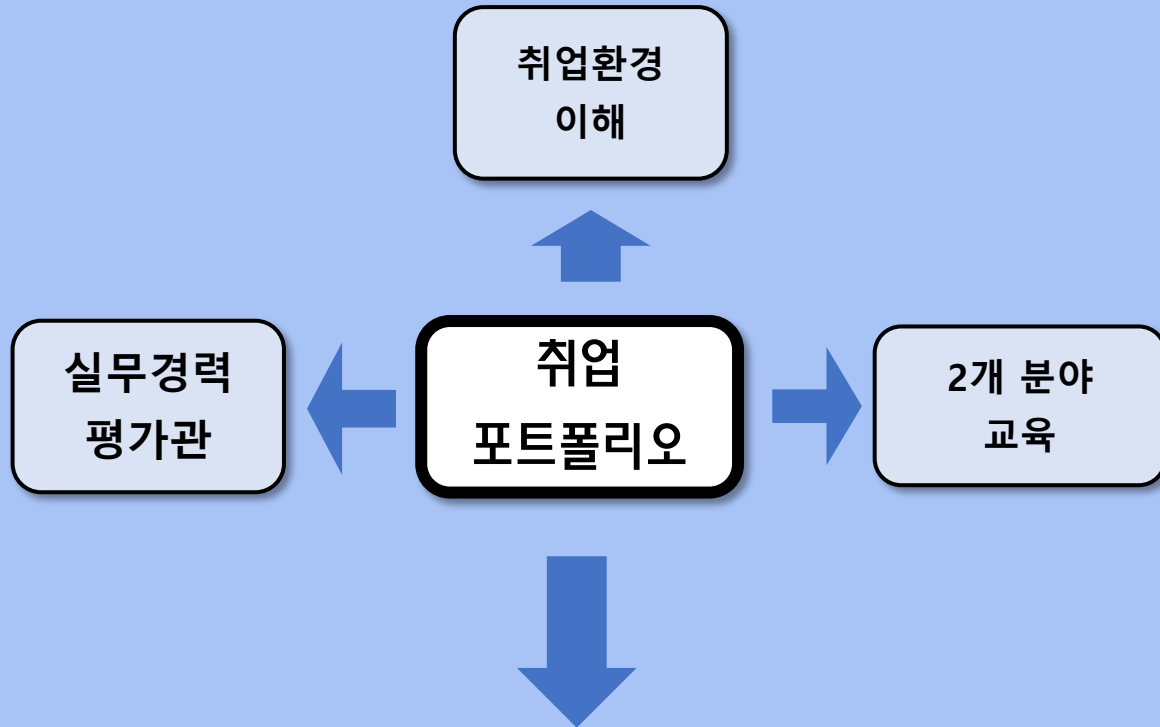 취업환경
이해
실무경력
평가관
취업
포트폴리오
2개 분야
교육